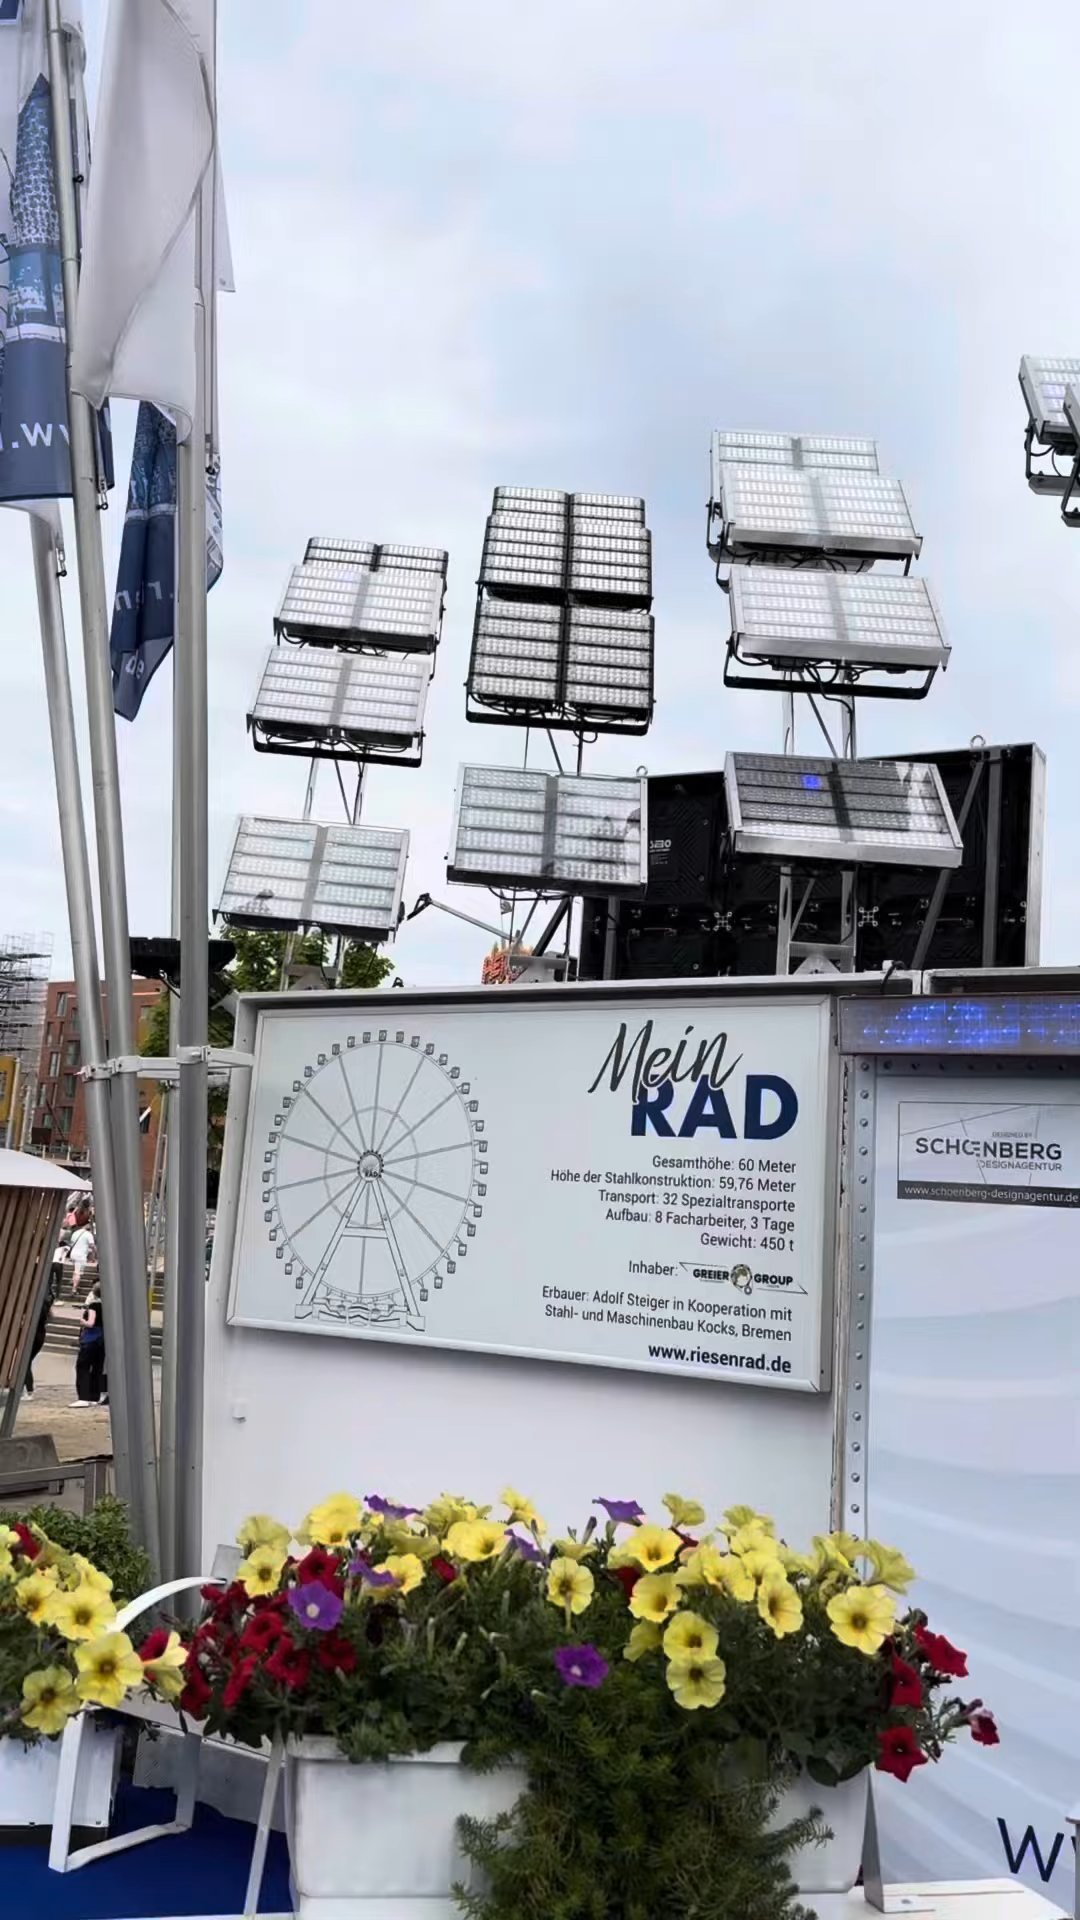 Mein
RAD
Gesamthöhe: 60 Meter
Höhe der Stahlkonstruktion: 59,76 Meter
Transport: 32 Spezialtransporte
Aufbau: 8 Facharbeiter, 3 Tage
Gewicht: 450 t
Inhaber: GREIER GROUP
Erbauer: Adolf Steiger in Kooperation mit
Stahl- und Maschinenbau Kocks, Bremen
www.riesenrad.de
RAD
DESIGNED BY
SCHOENBERG
DESIGNAGENTUR
www.schoenberg-designagentur.de